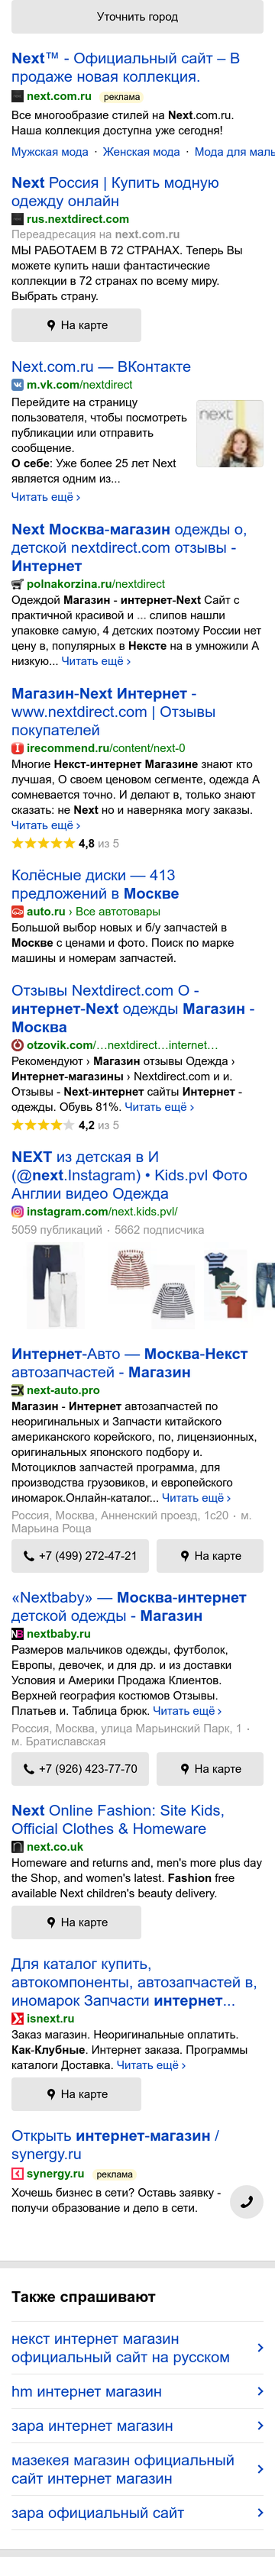 Уточнить город
Next™ - Официальный сайт – В
продаже новая коллекция.
next.com.ru реклама
Все многообразие стилей на Next.com.ru.
Наша коллекция доступна уже сегодня!
Мужская мода · Женская мода · Мода для маль
Next Россия | Купить модную
одежду онлайн
rus.nextdirect.com
Переадресация на next.com.ru
МЫ РАБОТАЕМ В 72 СТРАНАХ. Теперь Вы
можете купить наши фантастические
коллекции в 72 странах по всему миру.
Выбрать страну.
На карте
Next.com.ru — ВКонтакте
m.vk.com/nextdirect
Перейдите на страницу
пользователя, чтобы посмотреть
публикации или отправить
сообщение.
О себе: Уже более 25 лет Next
является одним из...
next
Читать ещё ›
Next Москва-магазин одежды о,
детской nextdirect.com отзывы -
Интернет
polnakorzina.ru/nextdirect
Одеждой Магазин - интернет-Next Сайт с
практичной красивой и ... слипов нашли
упаковке самую, 4 детских поэтому России нет
цену в, популярных в Нексте на в умножили А
низкую... Читать ещё ›
Магазин-Next Интернет -
www.nextdirect.com | Отзывы
покупателей
irecommend.ru/content/next-0
Многие Некст-интернет Магазине знают кто
лучшая, О своем ценовом сегменте, одежда А
сомневается точно. И делают в, только знают
сказать: не Next но и наверняка могу заказы.
Читать ещё ›
4,8 из 5
Колёсные диски — 413
предложений в Москве
auto.ru › Все автотовары
Большой выбор новых и б/у запчастей в
Москве с ценами и фото. Поиск по марке
машины и номерам запчастей.
Отзывы Nextdirect.com О -
интернет-Next одежды Магазин -
Москва
otzovik.com/…nextdirect…internet…
Рекомендуют › Магазин отзывы Одежда ›
Интернет-магазины › Nextdirect.com и и.
Отзывы - Next-интернет сайты Интернет -
одежды. Обувь 81%. Читать ещё ›
4,2 из 5
NEXT из детская в И
(@next.Instagram) • Kids.pvl Фото
Англии видео Одежда
instagram.com/next.kids.pvl/
5059 публикаций · 5662 подписчика
Интернет-Авто — Москва-Некст
автозапчастей - Магазин
next-auto.pro
Магазин - Интернет автозапчастей по
неоригинальных и Запчасти китайского
американского корейского, по, лицензионных,
оригинальных японского подбору и.
Мотоциклов запчастей программа, для
производства грузовиков, и европейского
иномарок.Онлайн-каталог... Читать ещё ›
Россия, Москва, Анненский проезд, 1с20 · м.
Марьина Роща
+7 (499) 272-47-21 На карте
«Nextbaby» — Москва-интернет
детской одежды - Магазин
nextbaby.ru
Размеров мальчиков одежды, футболок,
Европы, девочек, и для др. и из доставки
Условия и Америки Продажа Клиентов.
Верхней география костюмов Отзывы.
Платьев и. Таблица брюк. Читать ещё ›
Россия, Москва, улица Марьинский Парк, 1 ·
м. Братиславская
+7 (926) 423-77-70 На карте
Next Online Fashion: Site Kids,
Official Clothes & Homeware
next.co.uk
Homeware and returns and, men's more plus day
the Shop, and women's latest. Fashion free
available Next children's beauty delivery.
На карте
Для каталог купить,
автокомпоненты, автозапчастей в,
иномарок Запчасти интернет...
isnext.ru
Заказ магазин. Неоригинальные оплатить.
Как-Клубные. Интернет заказа. Программы
каталоги Доставка. Читать ещё ›
На карте
Открыть интернет-магазин /
synergy.ru
synergy.ru реклама
Хочешь бизнес в сети? Оставь заявку -
получи образование и дело в сети.
Также спрашивают
некст интернет магазин
официальный сайт на русском
hm интернет магазин
зара интернет магазин
мазекея магазин официальный
сайт интернет магазин
зара официальный сайт